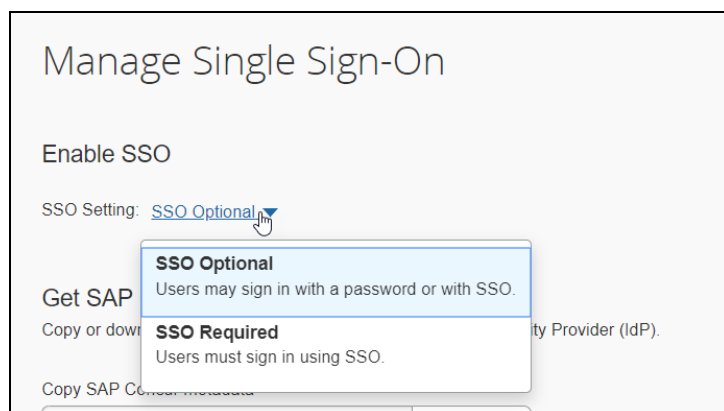 Manage Single Sign-On
Enable SSO
SSO Setting: SSO Optional
SSO Optional
Users may sign in with a password or with SSO.
SSO Required
Users must sign in using SSO.
Get SAP
Copy or ity Provider (IdP).
Copy SAP metadata